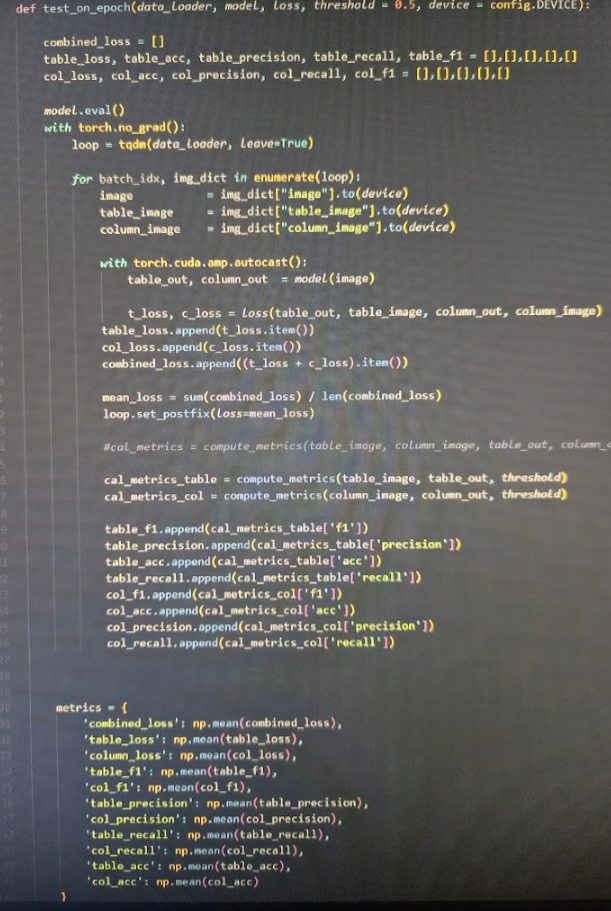 def test_on_epoch(data_loader, model, loss, threshold = 0.5, device = config.DEVICE):
combined_loss = []
table_loss, table_acc, table_precision, table_recall, table_f1 = [],[],[],[],[]
col_loss, col_acc, col_precision, col_recall, col_f1 = [],[],[],[],[]
model.eval()
with torch.no_grad():
loop = tqdm(data_loader, leave=True)
for batch_idx, img_dict in enumerate(loop):
image = img_dict["image"].to(device)
table_image = img_dict["table_image"].to(device)
column_image = img_dict["column_image"].to(device)
with torch.cuda.amp.autocast():
table_out, column_out = model(image)
t_loss, c_loss = loss(table_out, table_image, column_out, column_image)
table_loss.append(t_loss.item())
col_loss.append(c_loss.item())
combined_loss.append((t_loss + c_loss).item())
mean_loss = sum(combined_loss) / len(combined_loss)
loop.set_postfix(loss=mean_loss)
#cal_metrics = compute_metrics(table_image, column_image, table_out, column_
cal_metrics_table = compute_metrics(table_image, table_out, threshold)
cal_metrics_col = compute_metrics(column_image, column_out, threshold)
table_f1.append(cal_metrics_table['f1'])
table_precision.append(cal_metrics_table['precision'])
table_acc.append(cal_metrics_table['acc'])
table_recall.append(cal_metrics_table['recall'])
col_f1.append(cal_metrics_col['f1'])
col_acc.append(cal_metrics_col['acc'])
col_precision.append(cal_metrics_col['precision'])
col_recall.append(cal_metrics_col['recall'])
metrics = {
'combined_loss': np.mean(combined_loss),
'table_loss': np.mean(table_loss),
'column_loss': np.mean(col_loss),
'table_f1': np.mean(table_f1),
'col_f1': np.mean(col_f1),
'table_precision': np.mean(table_precision),
'col_precision': np.mean(col_precision),
'table_recall': np.mean(table_recall),
'col_recall': np.mean(col_recall),
'table_acc': np.mean(table_acc),
'col_acc': np.mean(col_acc)
}